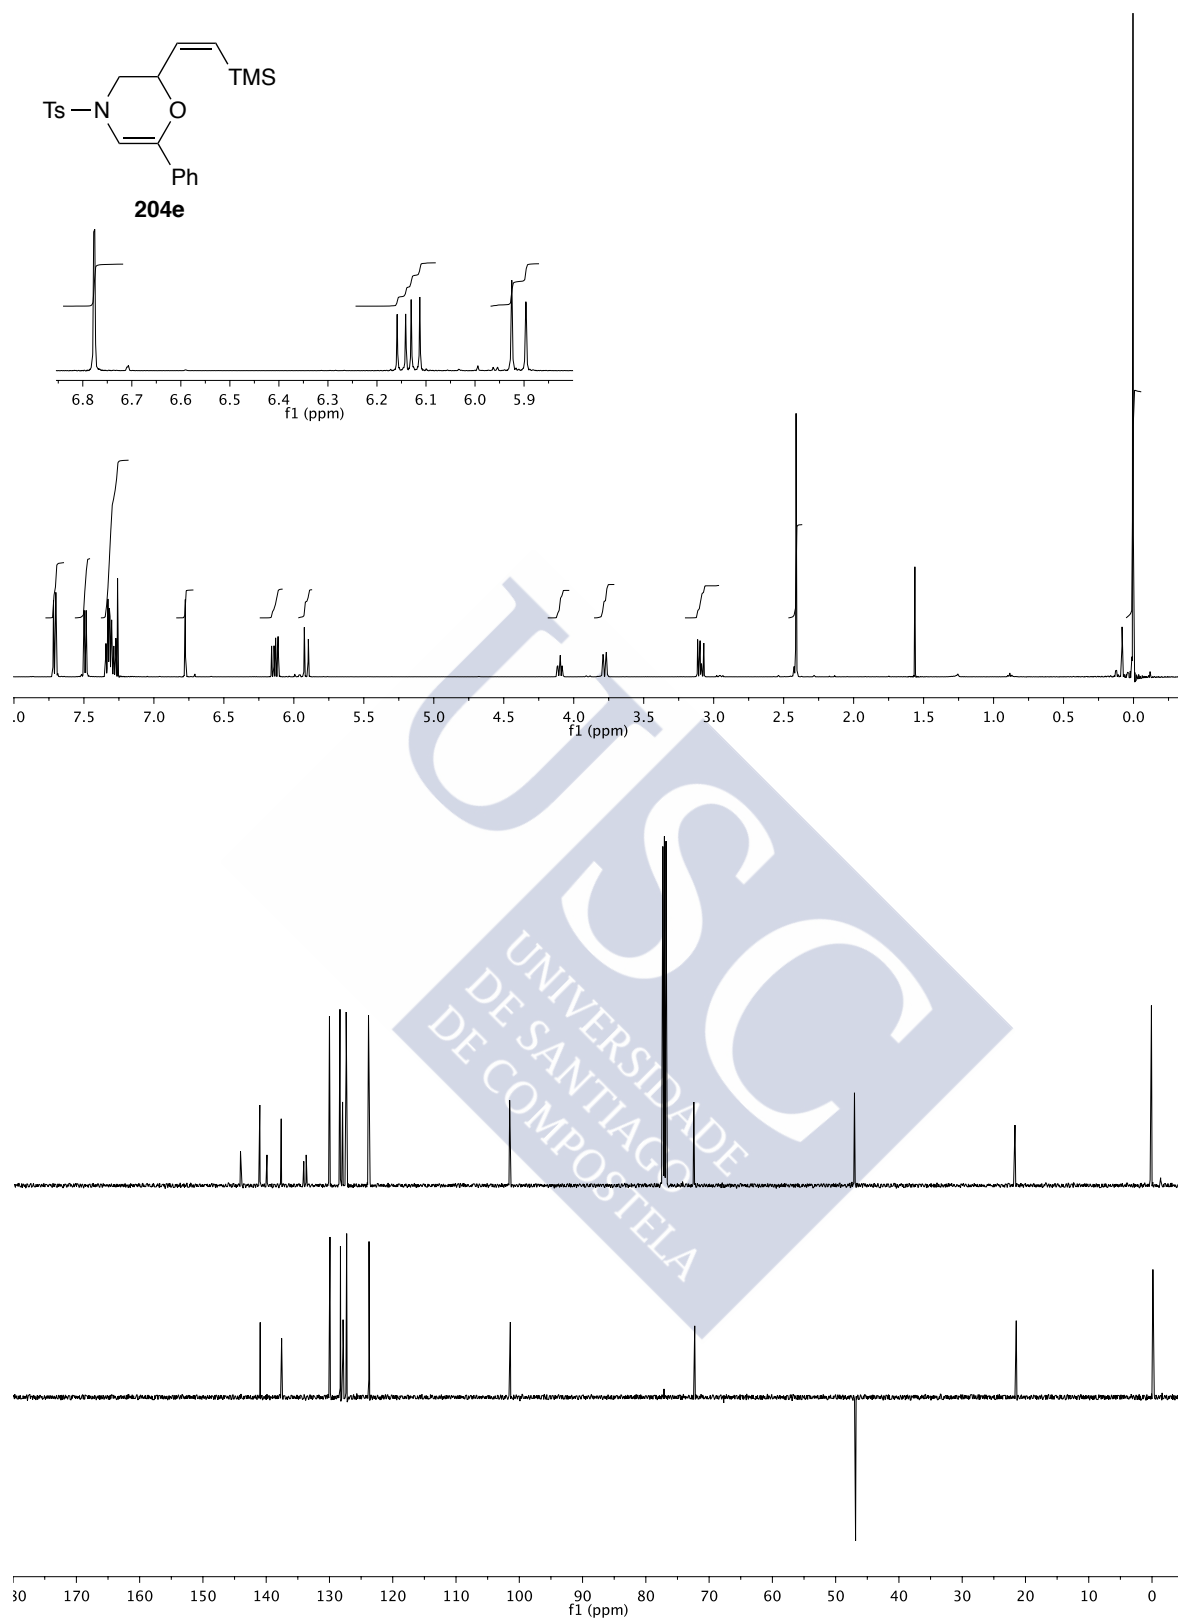 TMS
Ts
N
O
Ph
204e
6.8 6.7 6.6 6.5 6.4 6.3 6.2 6.1 6.0 5.9
f1 (ppm)
.0 7.5 7.0 6.5 6.0 5.5 5.0 4.5 4.0 3.5 3.0 2.5 2.0 1.5 1.0 0.5 0.0
f1 (ppm)
USC
UNIVERSIDADE
DE SANTIAGO
DE COMPOSTELA
80 170 160 150 140 130 120 110 100 90 80 70 60 50 40 30 20 10 0
f1 (ppm)